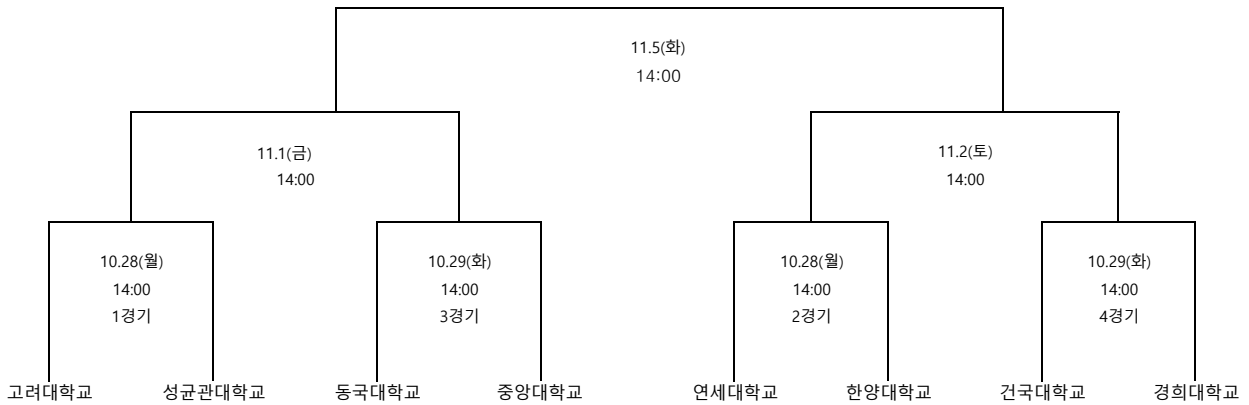 11.5(화)
14:00
11.1(금)
14:00
11.2(토)
14:00
10.28(월)
14:00
1경기
10.29(화)
14:00
3경기
10.28(월)
14:00
2경기
10.29(화)
14:00
4경기
고려대학교 성균관대학교 동국대학교 중앙대학교 연세대학교 한양대학교 건국대학교 경희대학교